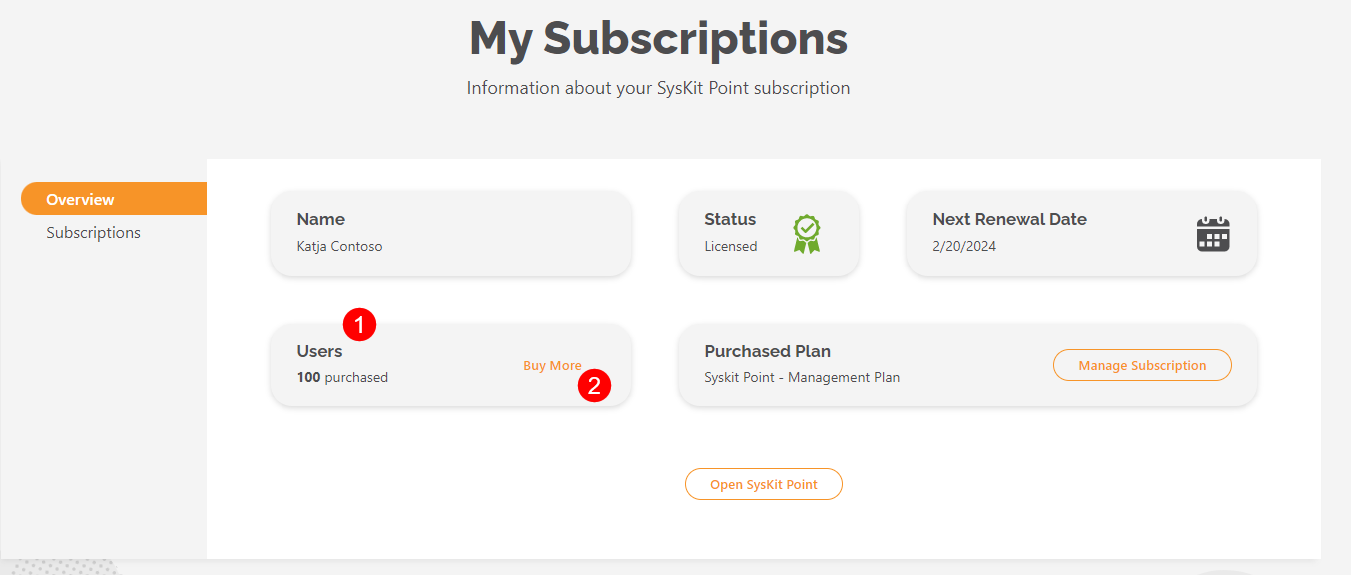 My Subscriptions
Information about your SysKit Point subscription
Overview
Subscriptions
Name
Katja Contoso
Status
Licensed
Next Renewal Date
2/20/2024
1
Users
100 purchased
Buy More
2
Purchased Plan
Syskit Point - Management Plan
Manage Subscription
Open SysKit Point